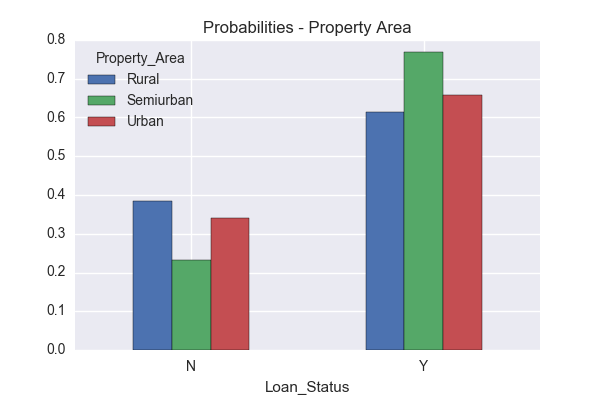 Probabilities - Property Area
0.8
0.7
0.6
0.5
0.4
0.3
0.2
0.1
0.0
Property_Area
Rural
Semiurban
Urban
N
Y
Loan_Status